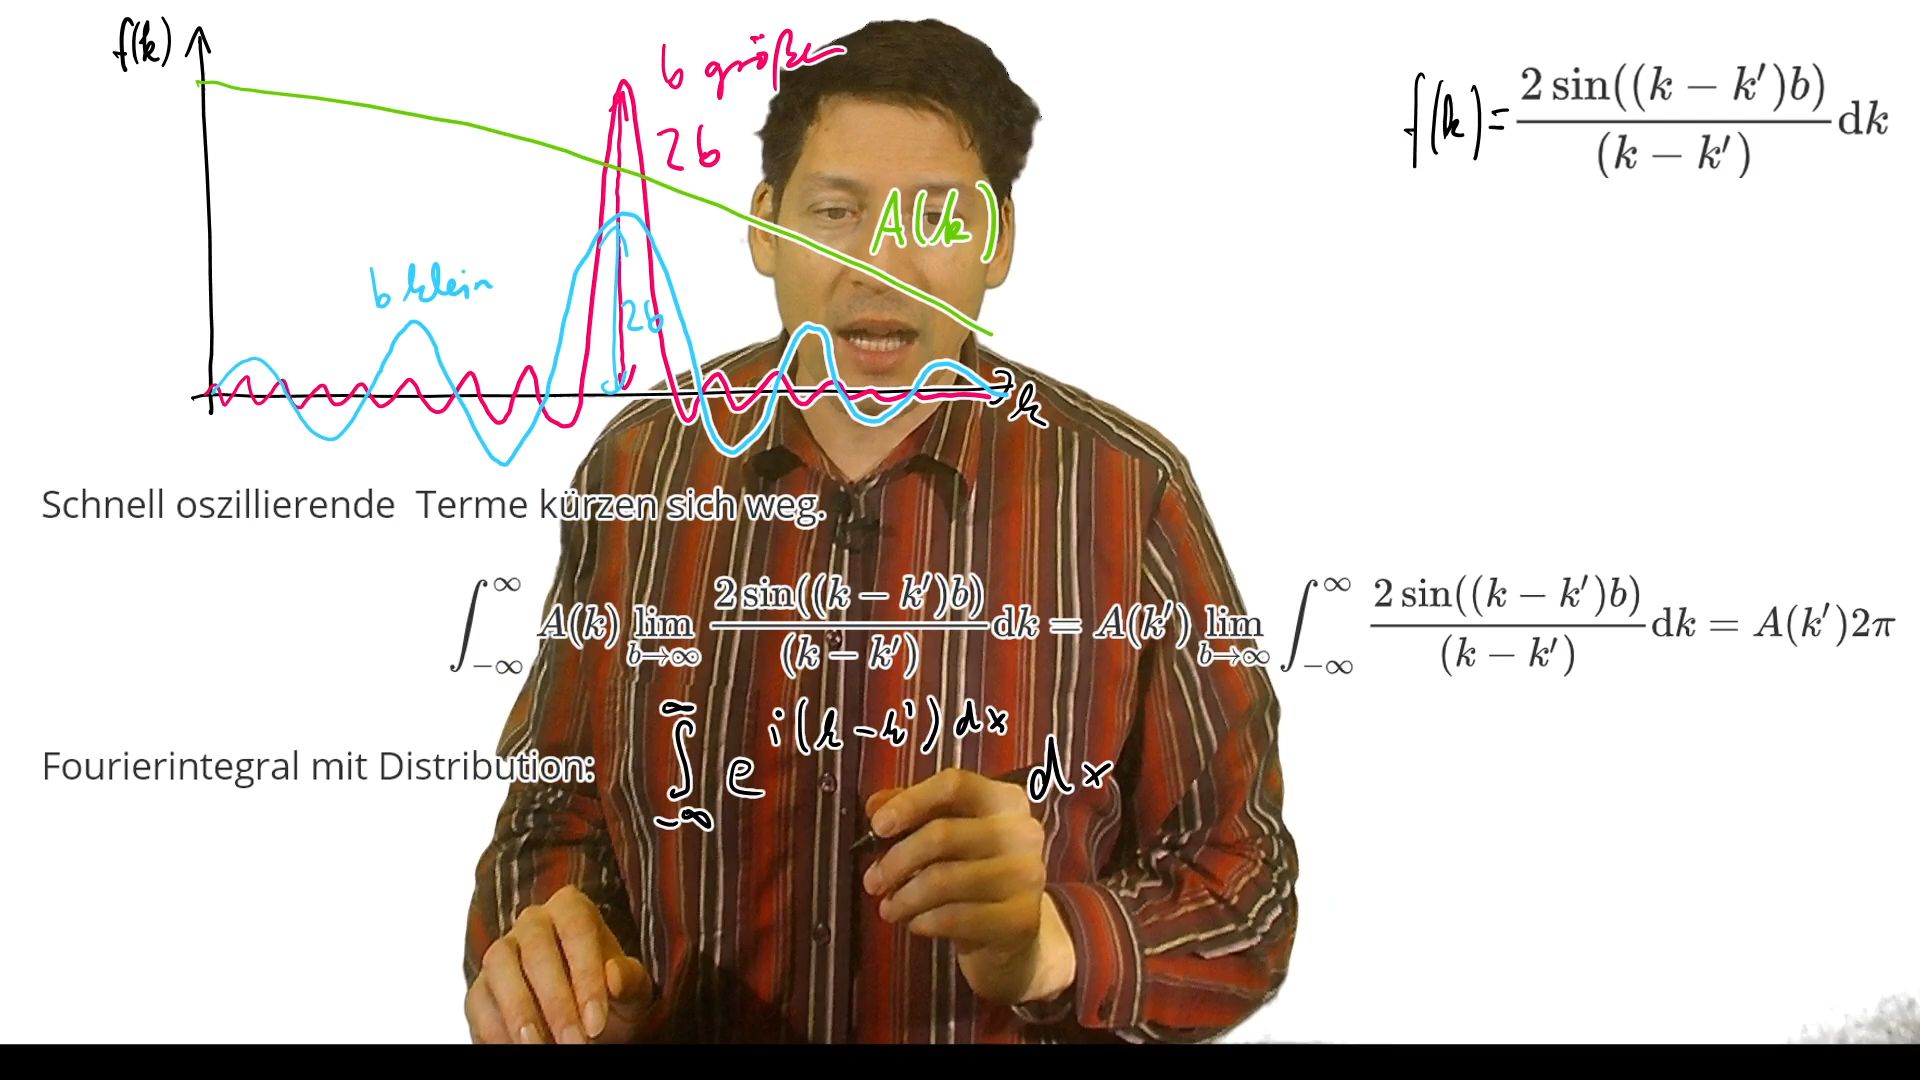 f(k)
b größer
2b
A(k)
b klein
2b
k
f(k)= 2 sin((k − k′)b) / (k − k′) dk
Schnell oszillierende Terme kürzen sich weg.
∫_{−∞}^{∞} A(k) lim_{b→∞} 2 sin((k − k′)b) / (k − k′) dk = A(k′) lim_{b→∞} ∫_{−∞}^{∞} 2 sin((k − k′)b) / (k − k′) dk = A(k′)2π
Fourierintegral mit Distribution: ∫_{-∞}^{∞} e^{i(k-k')dx} dx